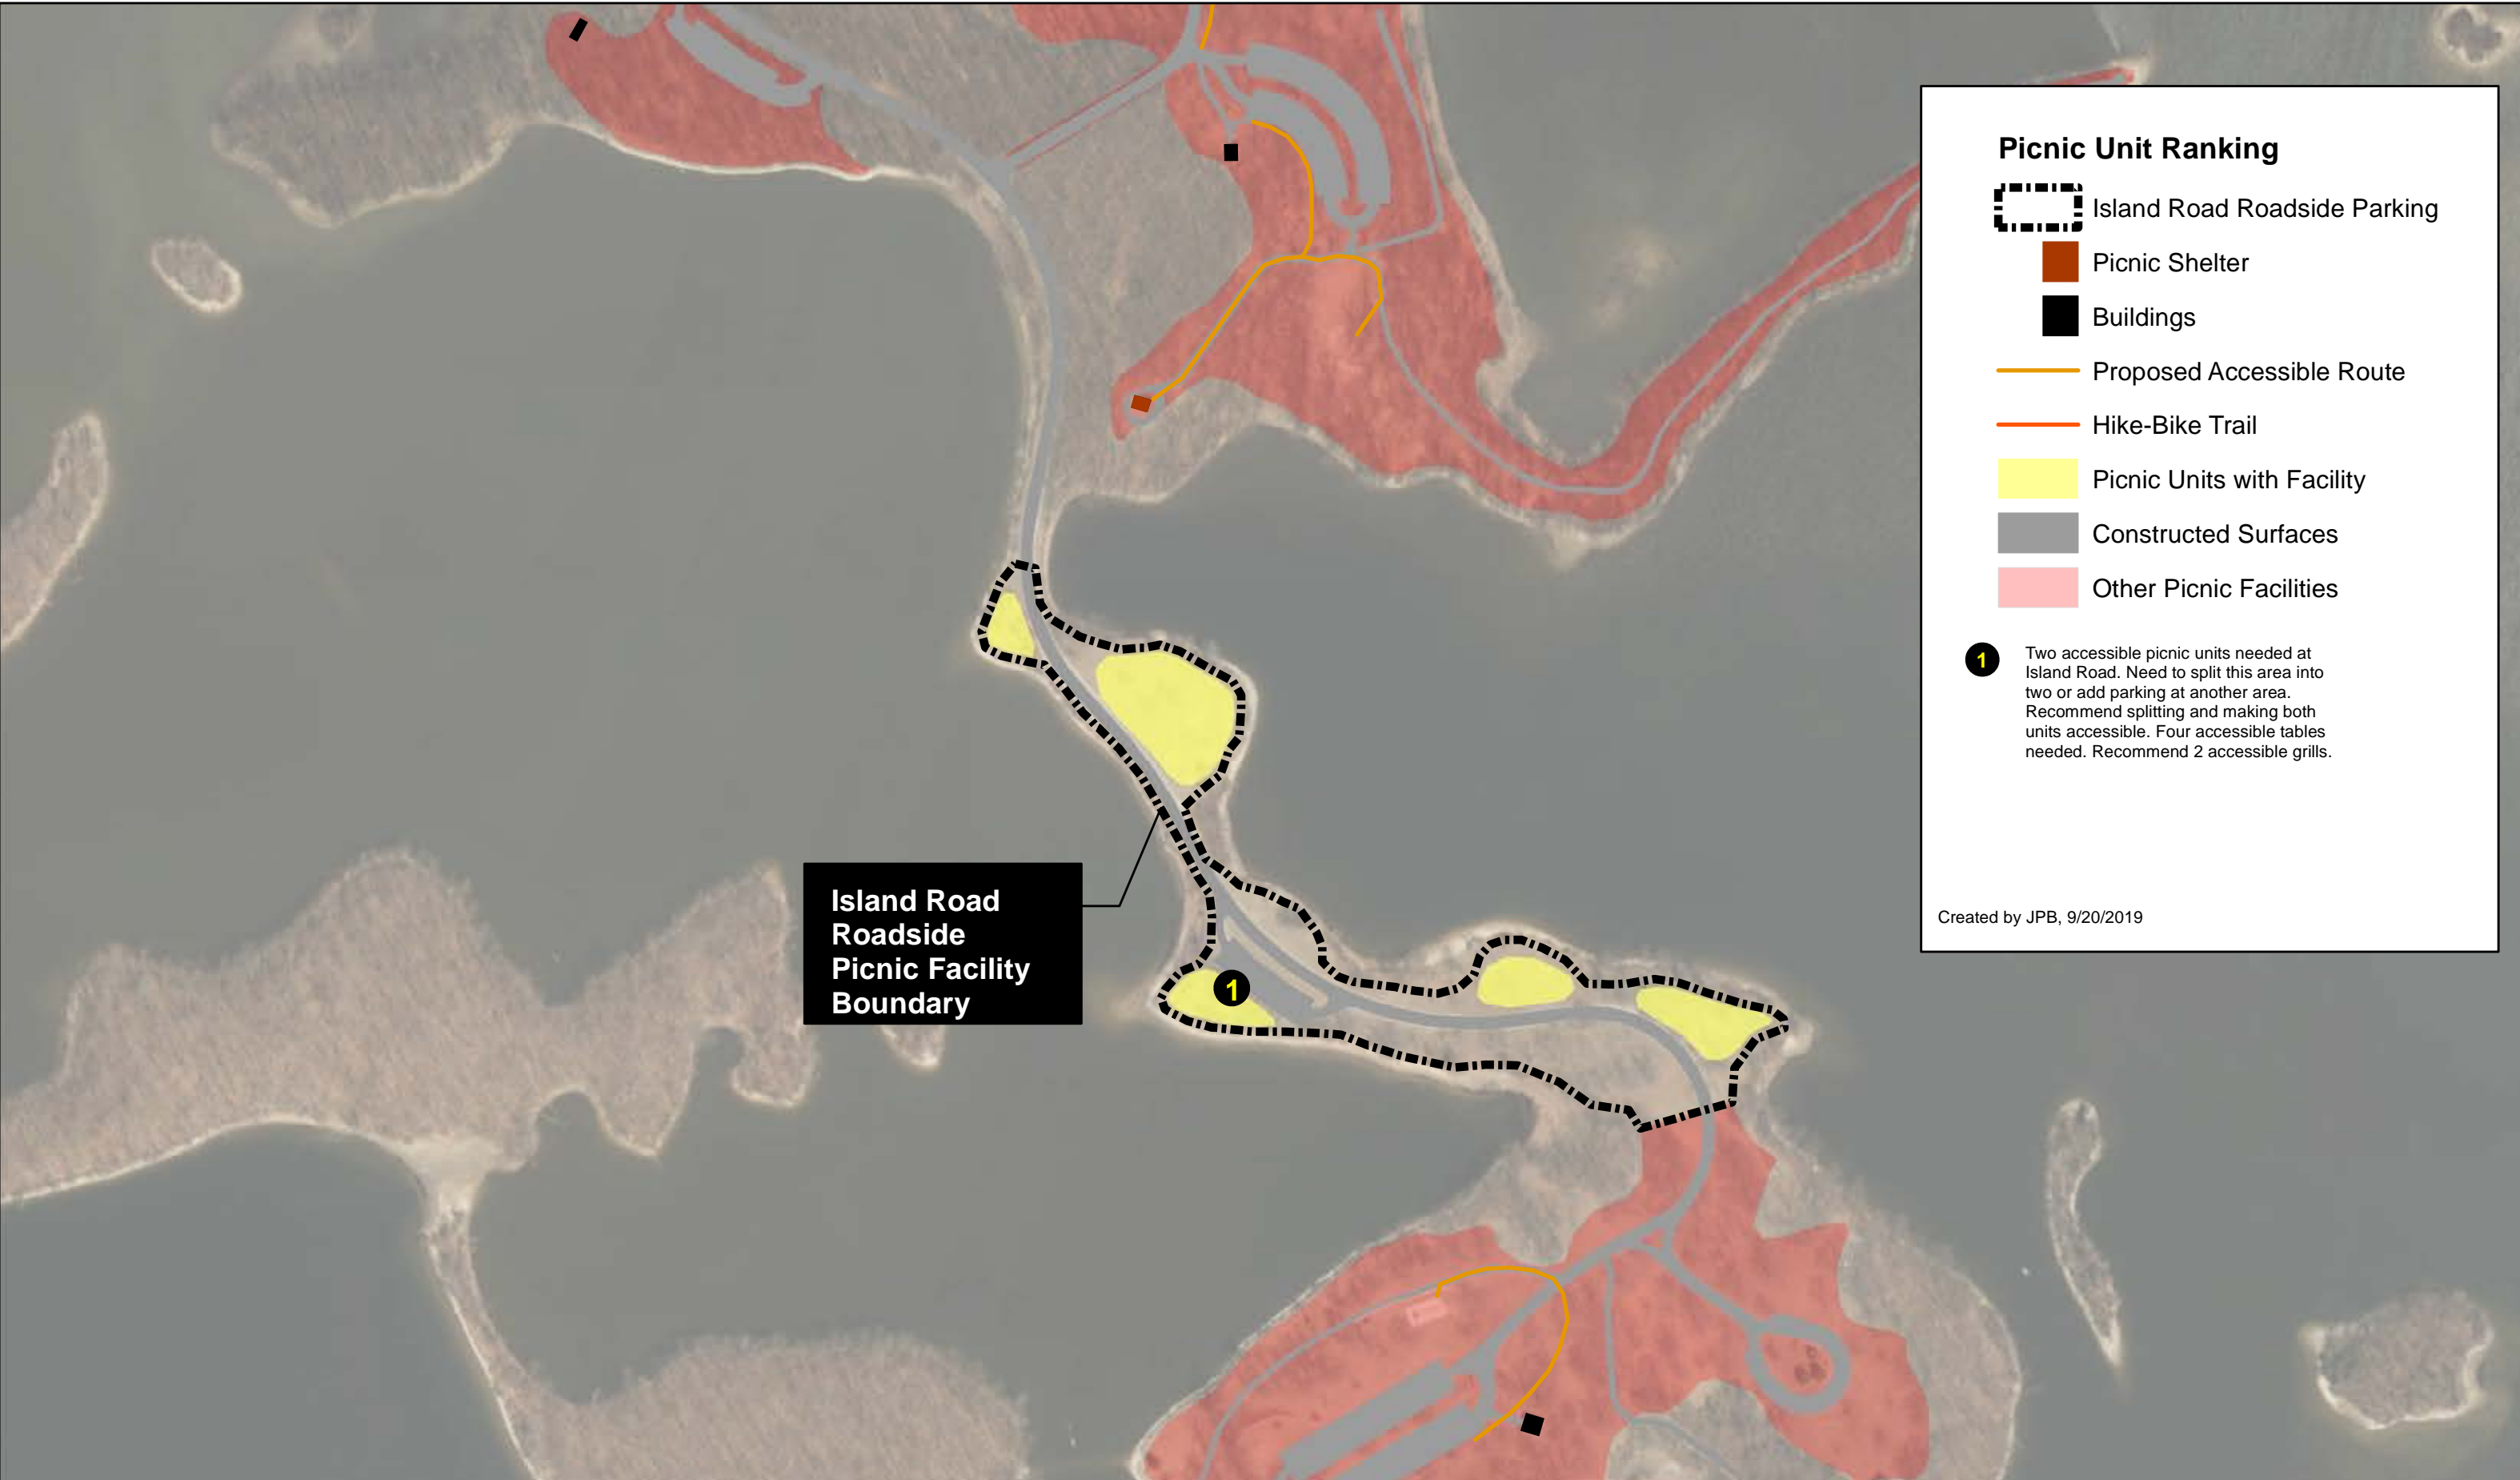 Picnic Unit Ranking
Island Road Roadside Parking
Picnic Shelter
Buildings
Proposed Accessible Route
Hike-Bike Trail
Picnic Units with Facility
Constructed Surfaces
Other Picnic Facilities
1
Two accessible picnic units needed at
Island Road. Need to split this area into
two or add parking at another area.
Recommend splitting and making both
units accessible. Four accessible tables
needed. Recommend 2 accessible grills.
Created by JPB, 9/20/2019
Island Road
Roadside
Picnic Facility
Boundary
1